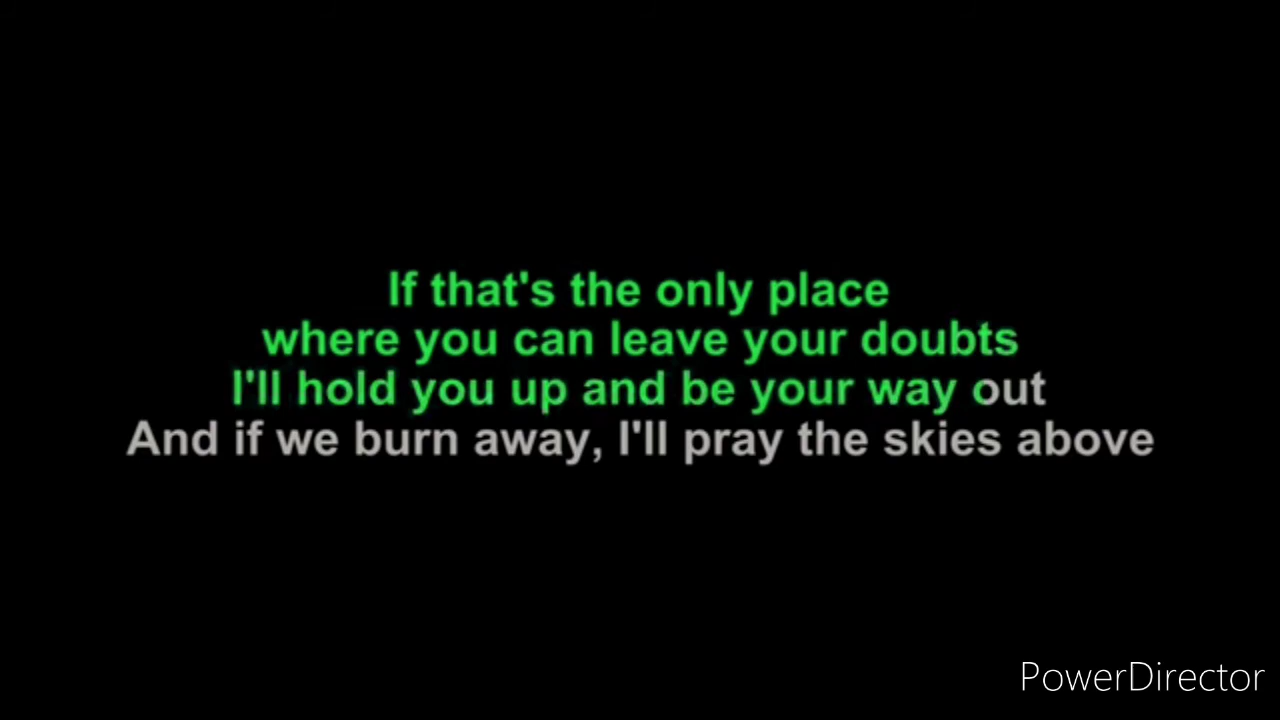 If that's the only place
where you can leave your doubts
I'll hold you up and be your way out
And if we burn away, I'll pray the skies above
PowerDirector